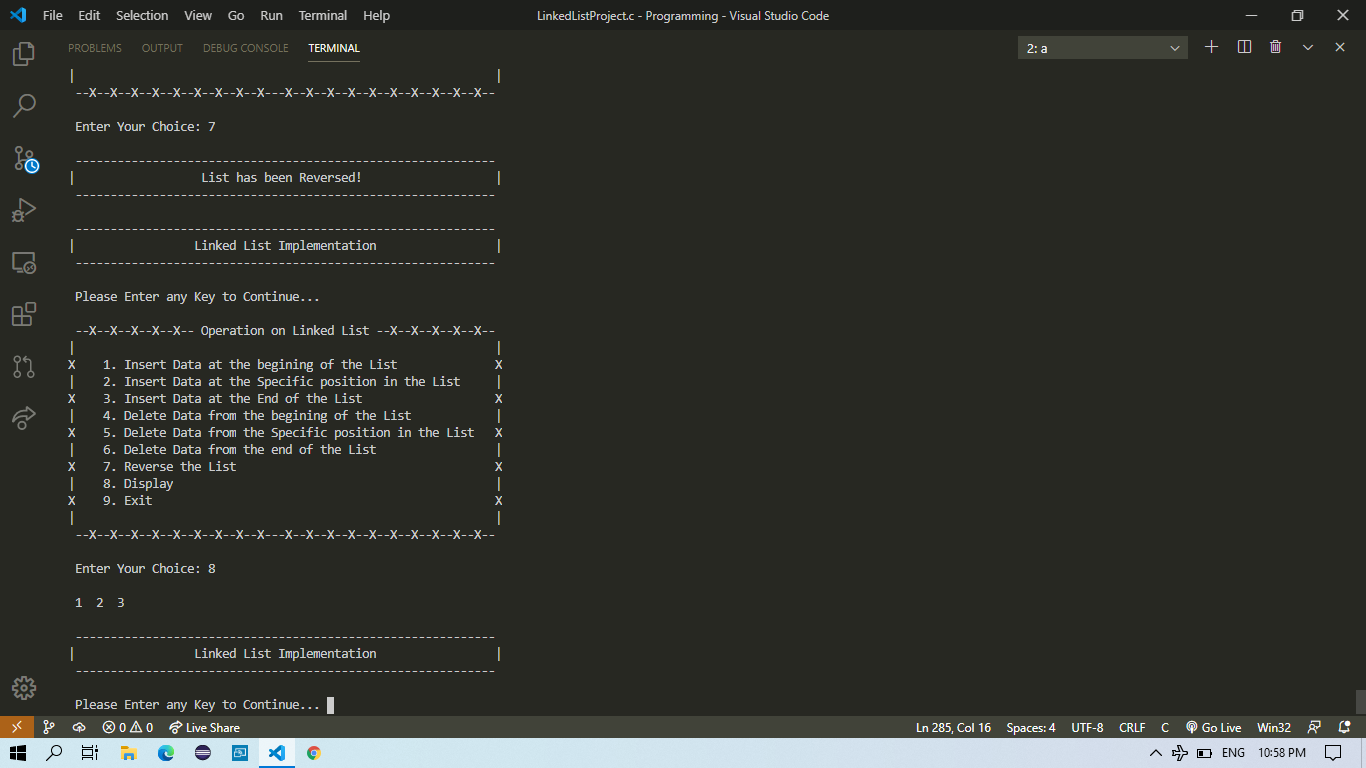 File Edit Selection View Go Run Terminal Help LinkedListProject.c - Programming - Visual Studio Code
PROBLEMS OUTPUT DEBUG CONSOLE TERMINAL 2: a
| |
--X--X--X--X--X--X--X--X--X---X--X--X--X--X--X--X--X--X--X--
Enter Your Choice: 7
------------------------------------------------------------
| List has been Reversed! |
------------------------------------------------------------
------------------------------------------------------------
| Linked List Implementation |
------------------------------------------------------------
Please Enter any Key to Continue...
--X--X--X--X--X-- Operation on Linked List --X--X--X--X--X--
| |
X 1. Insert Data at the begining of the List X
| 2. Insert Data at the Specific position in the List |
X 3. Insert Data at the End of the List X
| 4. Delete Data from the begining of the List |
X 5. Delete Data from the Specific position in the List X
| 6. Delete Data from the end of the List |
X 7. Reverse the List X
| 8. Display |
X 9. Exit X
| |
--X--X--X--X--X--X--X--X--X---X--X--X--X--X--X--X--X--X--X--
Enter Your Choice: 8
1 2 3
------------------------------------------------------------
| Linked List Implementation |
------------------------------------------------------------
Please Enter any Key to Continue...
0 0 Live Share Ln 285, Col 16 Spaces: 4 UTF-8 CRLF C Go Live Win32
ENG 10:58 PM